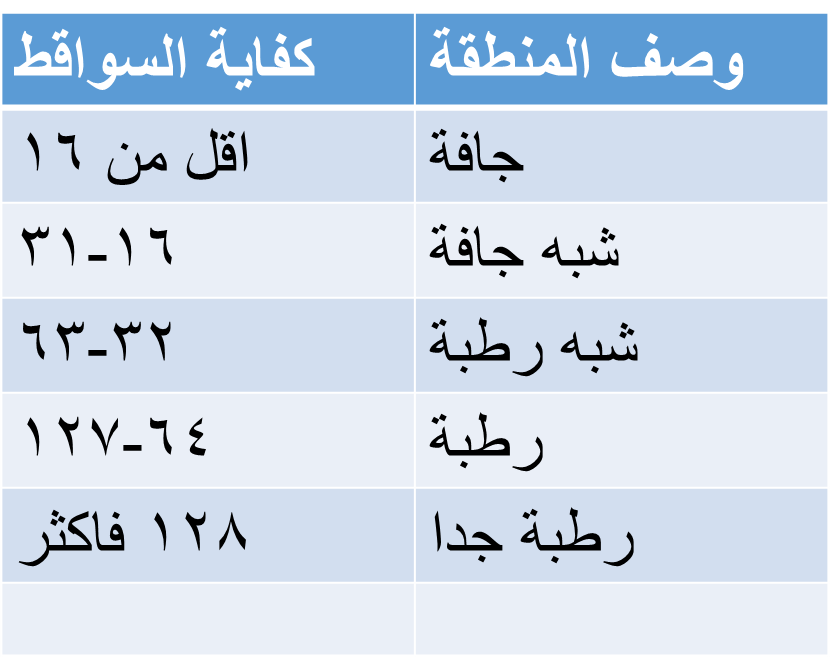 وصف المنطقة كفاية السواقط
جافة اقل من ١٦
شبه جافة ١٦-٣١
شبه رطبة ٣٢-٦٣
رطبة ٦٤-١٢٧
رطبة جدا ١٢٨ فاكثر